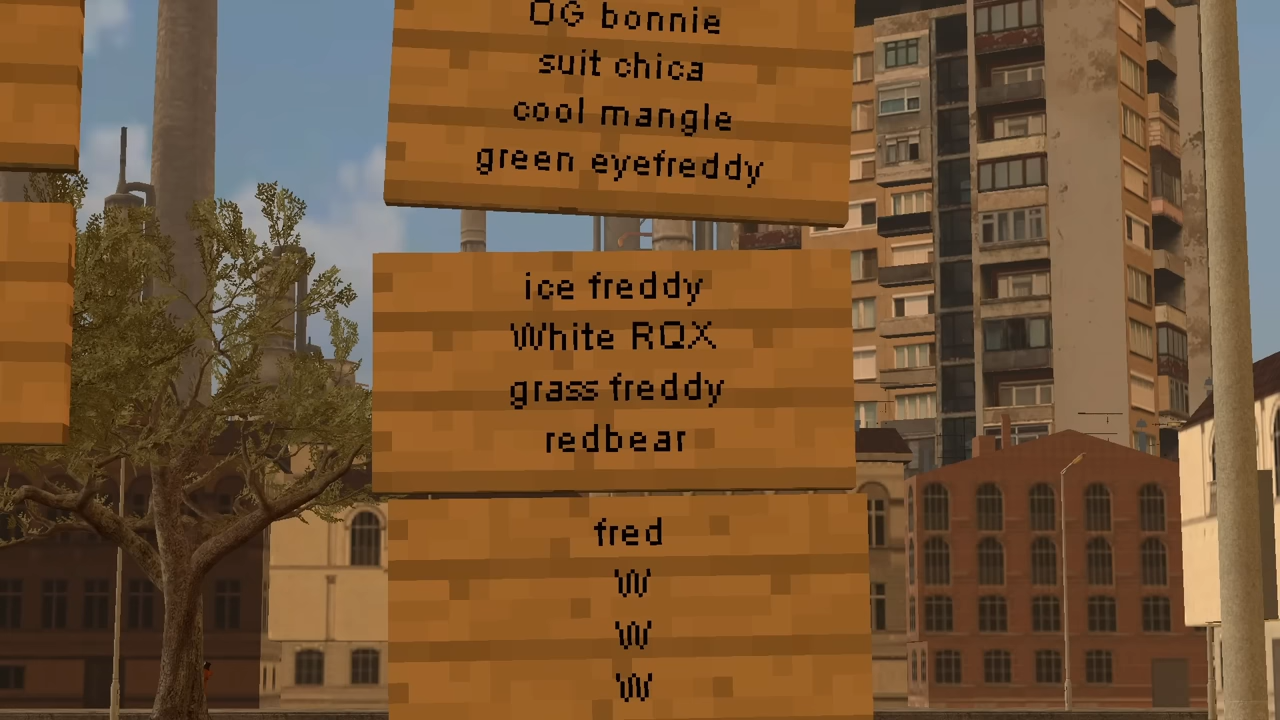 OG bonnie
suit chica
cool mangle
green eyefreddy
ice freddy
White RQX
grass freddy
redbear
fred
W
W
W